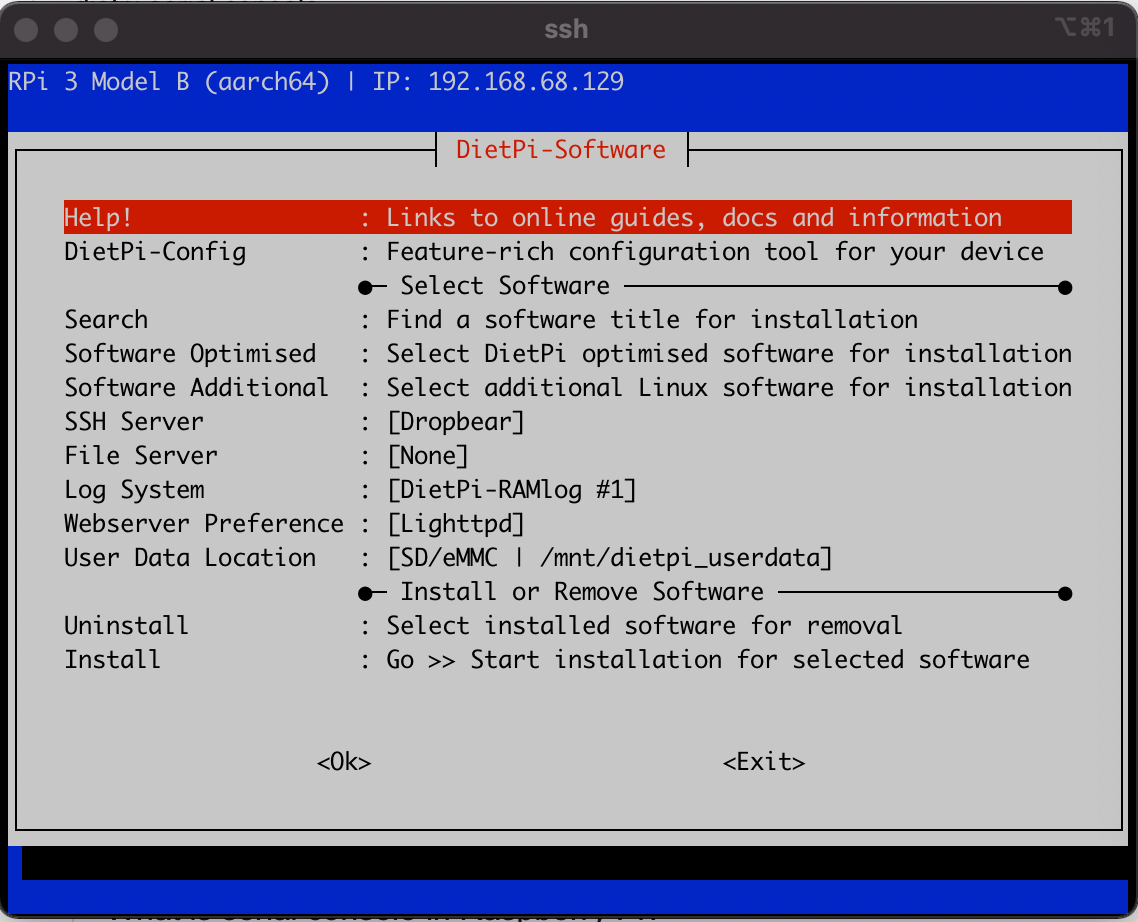 ssh
⌥⌘1
RPi 3 Model B (aarch64) | IP: 192.168.68.129
DietPi-Software
Help! : Links to online guides, docs and information
DietPi-Config : Feature-rich configuration tool for your device
●─ Select Software ─●
Search : Find a software title for installation
Software Optimised : Select DietPi optimised software for installation
Software Additional : Select additional Linux software for installation
SSH Server : [Dropbear]
File Server : [None]
Log System : [DietPi-RAMlog #1]
Webserver Preference : [Lighttpd]
User Data Location : [SD/eMMC | /mnt/dietpi_userdata]
●─ Install or Remove Software ─●
Uninstall : Select installed software for removal
Install : Go >> Start installation for selected software
<Ok> <Exit>